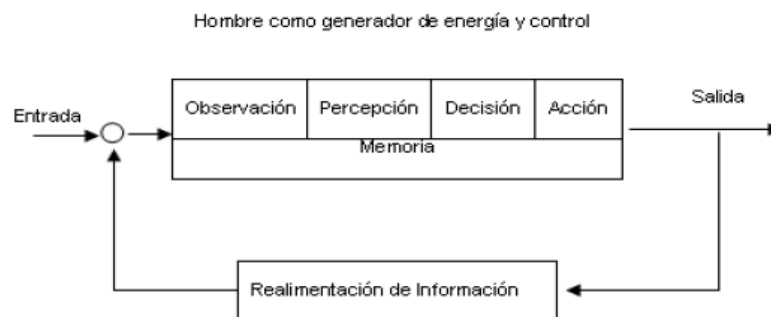 Hombre como generador de energía y control
Entrada
Observación
Percepción
Decisión
Acción
Salida
Memoria
Realimentación de Información